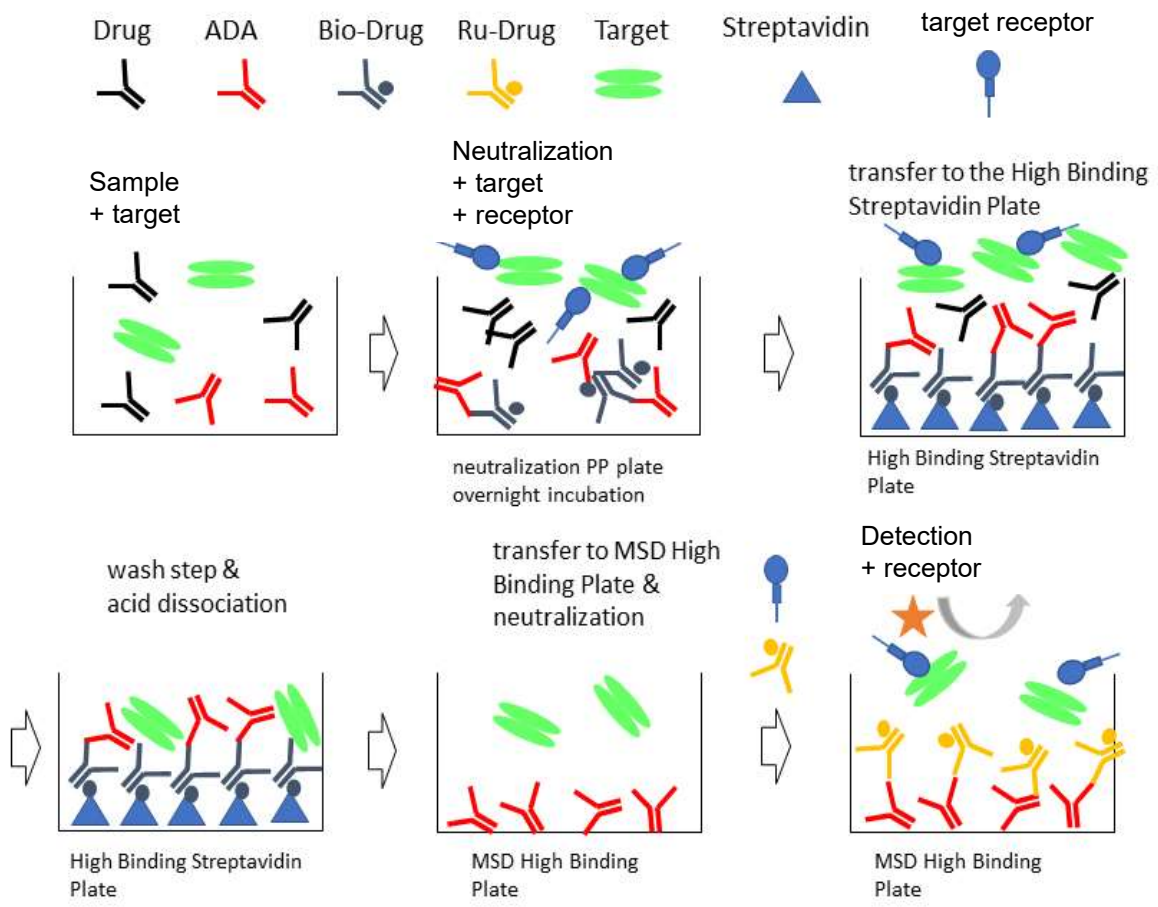 Drug
ADA
Bio-Drug
Ru-Drug
Target
Streptavidin
target receptor
Sample
+ target
Neutralization
+ target
+ receptor
transfer to the High Binding
Streptavidin Plate
neutralization PP plate
overnight incubation
High Binding Streptavidin
Plate
wash step &
acid dissociation
transfer to MSD High
Binding Plate &
neutralization
Detection
+ receptor
High Binding Streptavidin
Plate
MSD High Binding
Plate
MSD High Binding
Plate